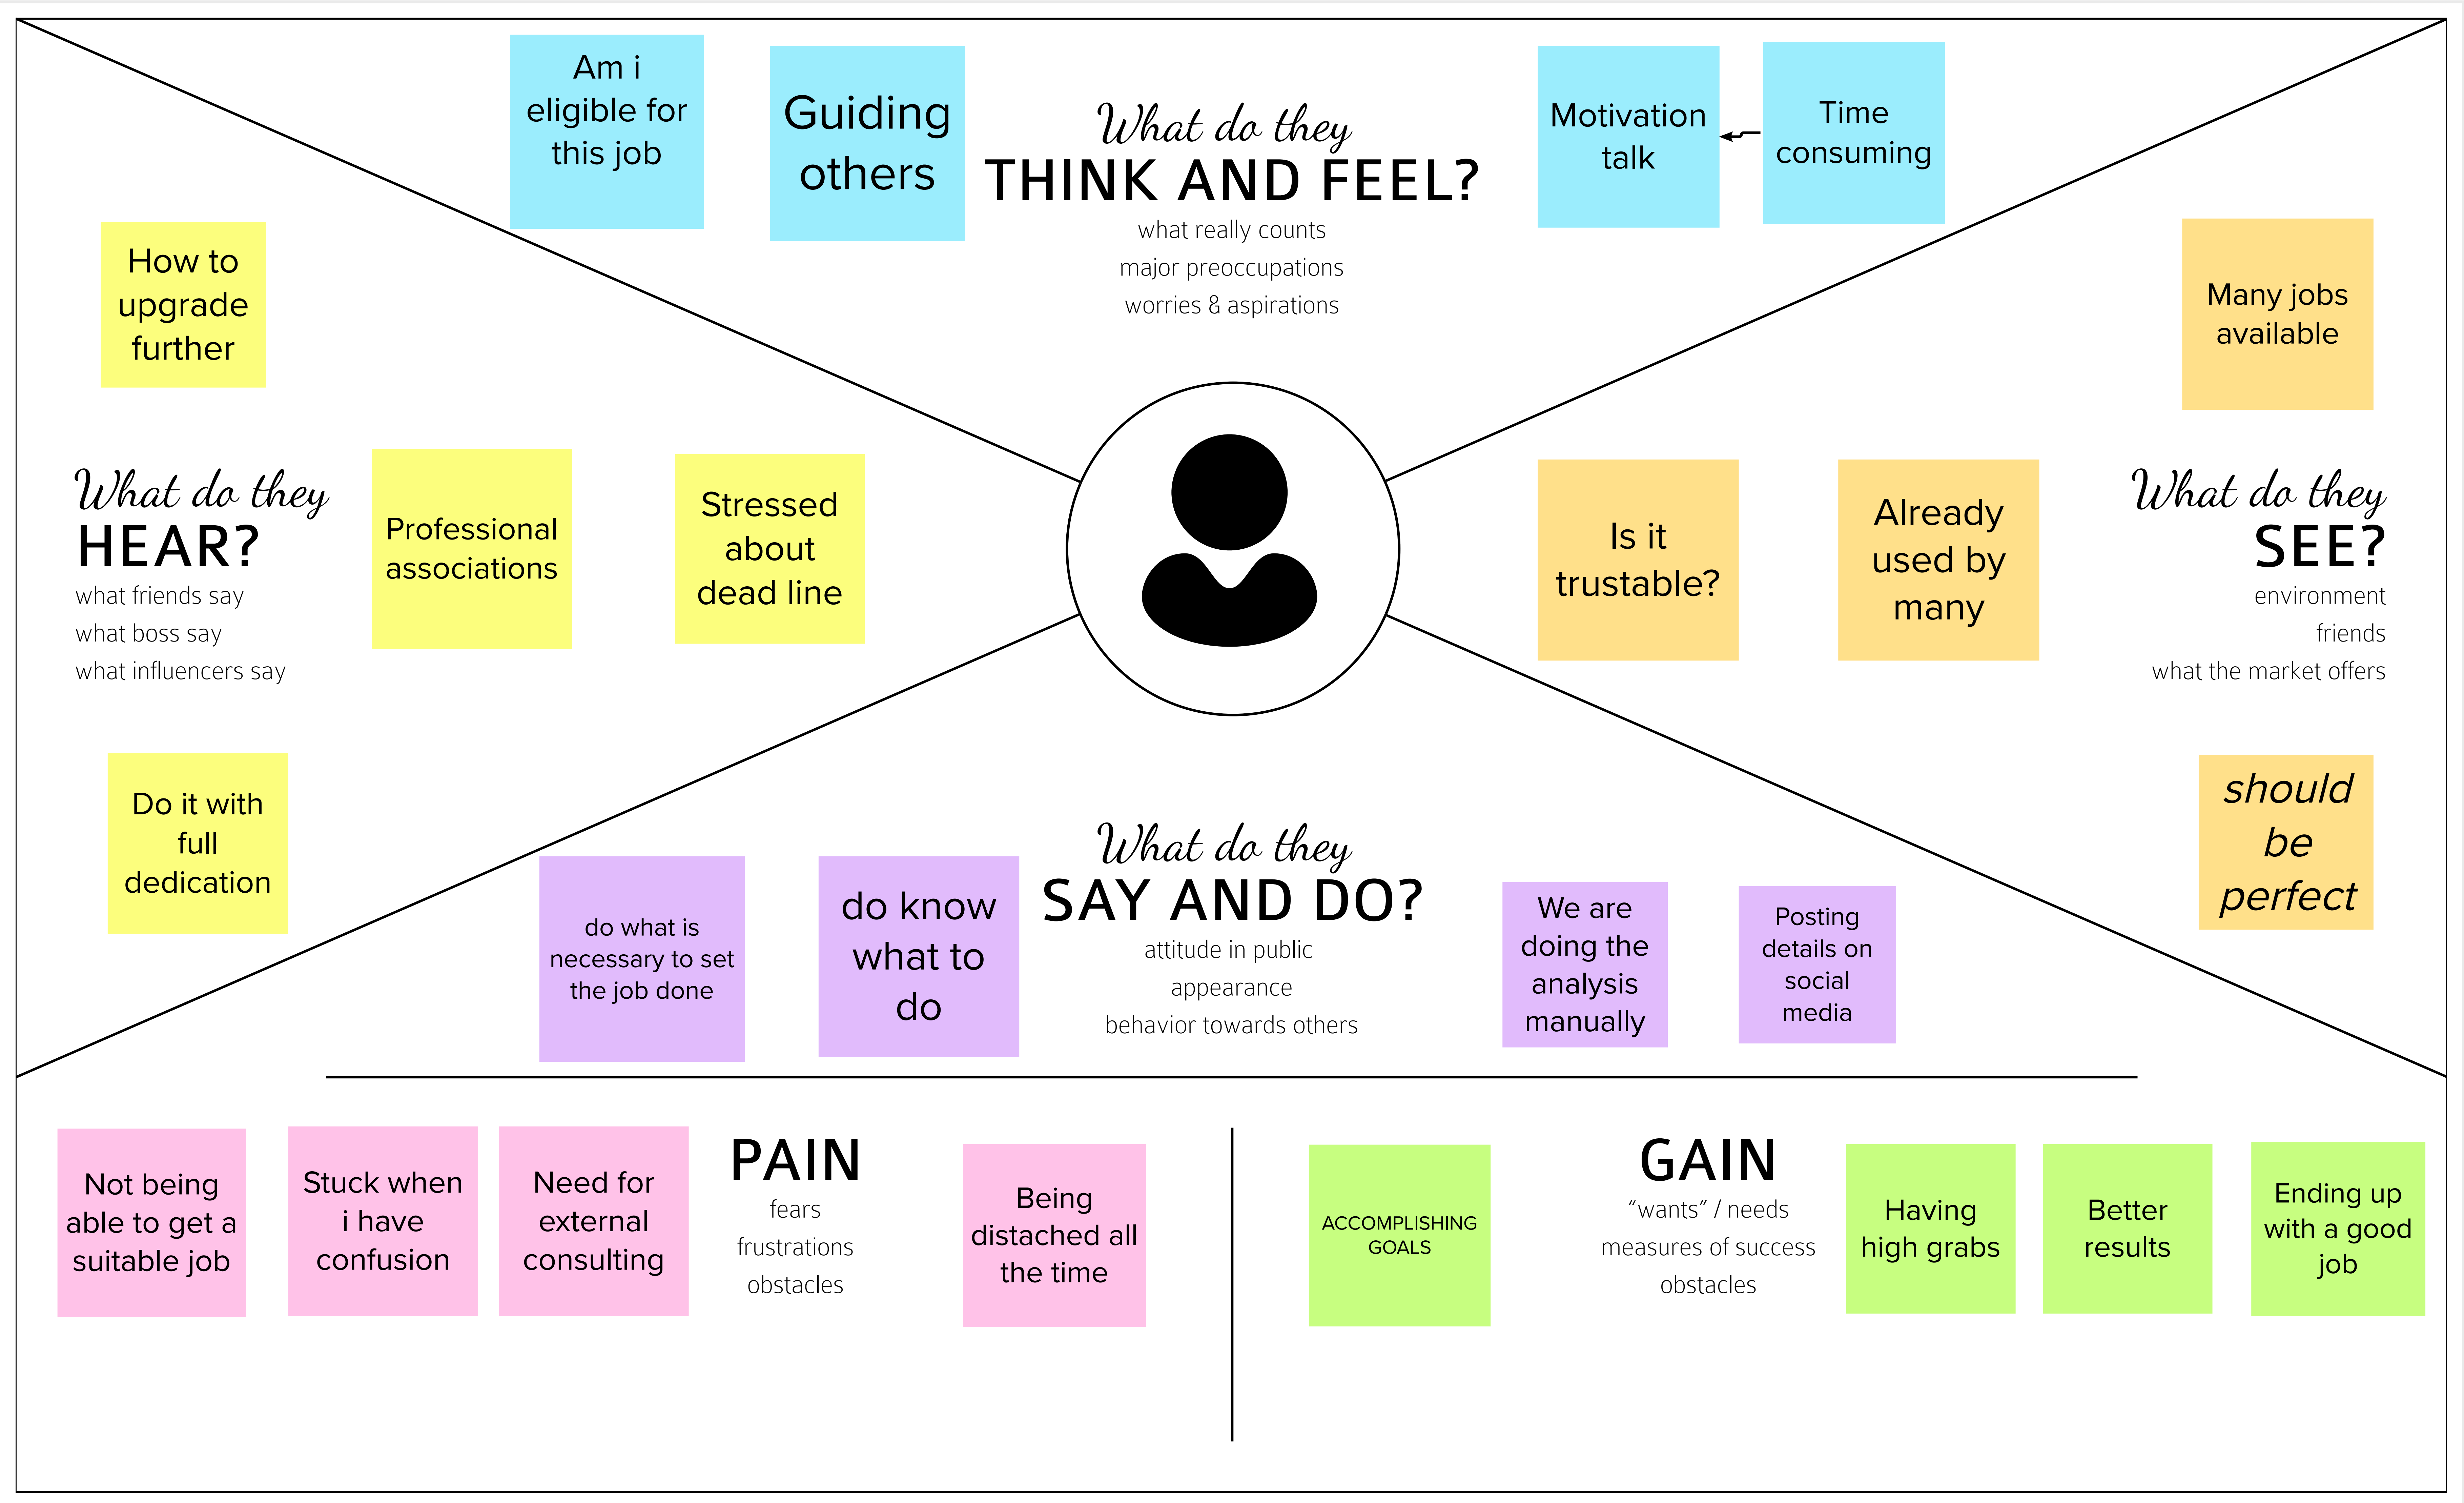 Am i
eligible for
this job
Guiding
others
What do they
THINK AND FEEL?
what really counts
major preoccupations
worries & aspirations
Motivation
talk
Time
consuming
How to
upgrade
further
What do they
HEAR?
what friends say
what boss say
what influencers say
Professional
associations
Stressed
about
dead line
Do it with
full
dedication
Many jobs
available
Is it
trustable?
Already
used by
many
What do they
SEE?
environment
friends
what the market offers
should
be
perfect
do what is
necessary to set
the job done
do know
what to
do
What do they
SAY AND DO?
attitude in public
appearance
behavior towards others
We are
doing the
analysis
manually
Posting
details on
social
media
Not being
able to get a
suitable job
Stuck when
i have
confusion
Need for
external
consulting
PAIN
fears
frustrations
obstacles
Being
distached all
the time
ACCOMPLISHING
GOALS
GAIN
“wants” / needs
measures of success
obstacles
Having
high grabs
Better
results
Ending up
with a good
job